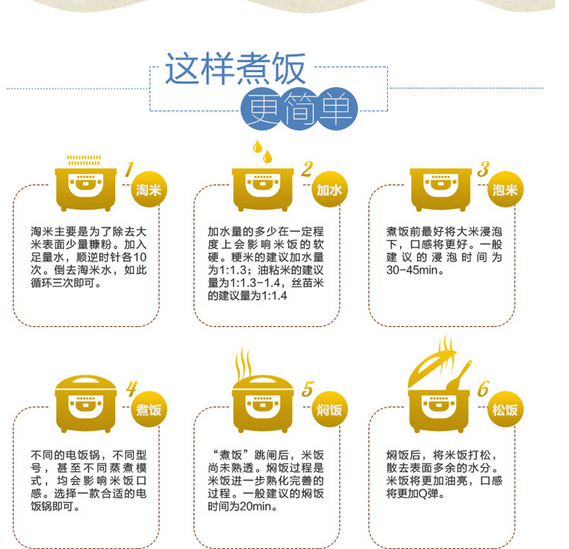 这样煮饭
更简单
1
淘米
淘米主要是为了除去大
米表面少量糠粉。加入
足量水，顺逆时针各10
次。倒去淘米水，如此
循环三次即可。
2
加水
加水量的多少在一定程
度上会影响米饭的软
硬。粳米的建议加水量
为1:1.3；油粘米的建议
量为1:1.3-1.4，丝苗米
的建议量为1:1.4
3
泡米
煮饭前最好将大米浸泡
下，口感将更好。一般
建议的浸泡时间为
30-45min。
4
煮饭
不同的电饭锅，不同型
号，甚至不同蒸煮模
式，均会影响米饭口
感。选择一款合适的电
饭锅即可。
5
焖饭
“煮饭”跳闸后，米饭
尚未熟透。焖饭过程是
米饭进一步熟化完善的
过程。一般建议的焖饭
时间为20min。
6
松饭
焖饭后，将米饭打松，
散去表面多余的水分。
米饭将更加油亮，口感
将更加Q弹。